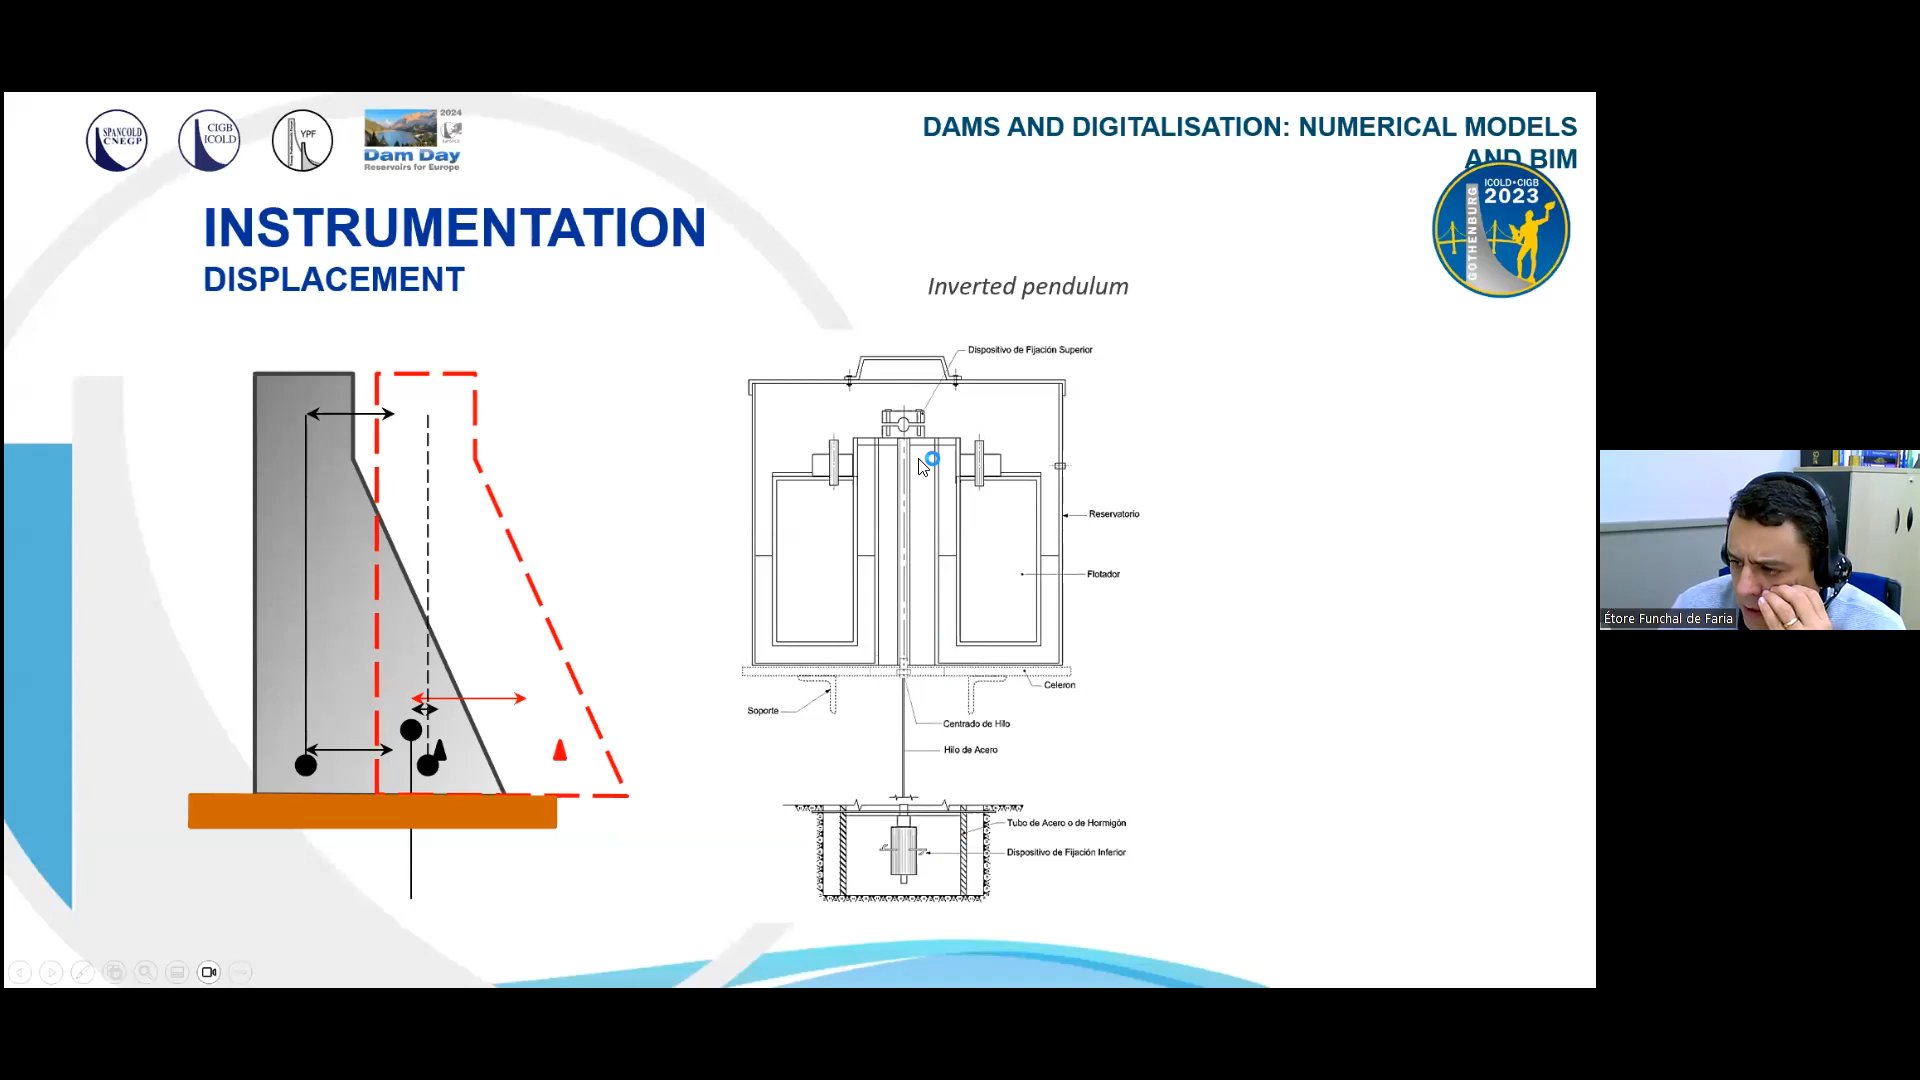 SPANCOLD
CNEGP
CIGB
ICOLD
YPF
2024
Dam Day
Reservoirs for Europe
DAMS AND DIGITALISATION: NUMERICAL MODELS
AND BIM
ICOLD•CIGB
2023
GOTHENBURG
INSTRUMENTATION
DISPLACEMENT
Inverted pendulum
Dispositivo de Fijación Superior
Reservatorio
Flotador
Celeron
Soporte
Centrado de Hilo
Hilo de Acero
Tubo de Acero o de Hormigón
Dispositivo de Fijación Inferior
Étore Funchal de Faria